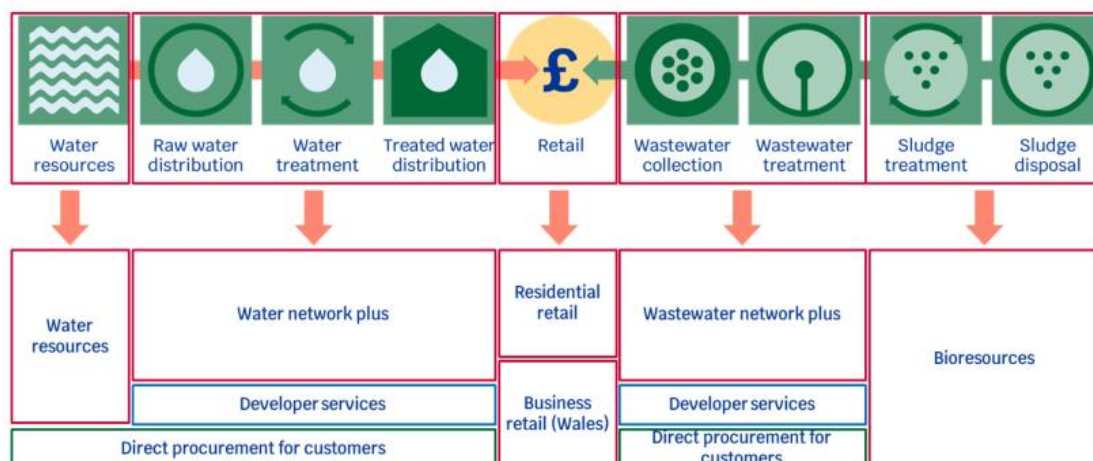 £
Water
resources
Raw water
distribution
Water
treatment
Treated water
distribution
Retail
Wastewater
collection
Wastewater
treatment
Sludge
treatment
Sludge
disposal
Water
resources
Water network plus
Residential
retail
Wastewater network plus
Bioresources
Developer services
Business
retail (Wales)
Developer services
Direct procurement for customers
Direct procurement for
customers